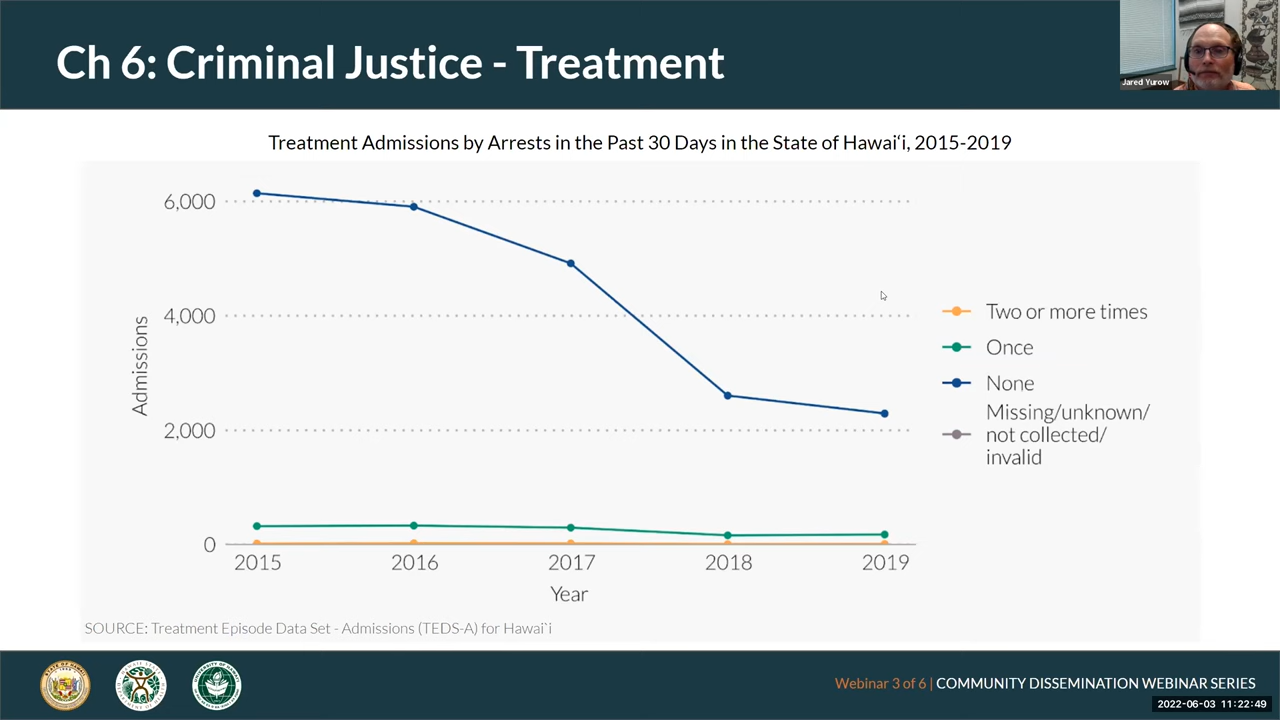 Ch 6: Criminal Justice - Treatment
Jared Yurow
Treatment Admissions by Arrests in the Past 30 Days in the State of Hawai‘i, 2015-2019
6,000
4,000
2,000
0
Admissions
2015 2016 2017 2018 2019
Year
Two or more times
Once
None
Missing/unknown/
not collected/
invalid
SOURCE: Treatment Episode Data Set - Admissions (TEDS-A) for Hawai`i
STATE OF HAWAII
Webinar 3 of 6 | COMMUNITY DISSEMINATION WEBINAR SERIES
2022-06-03 11:22:49